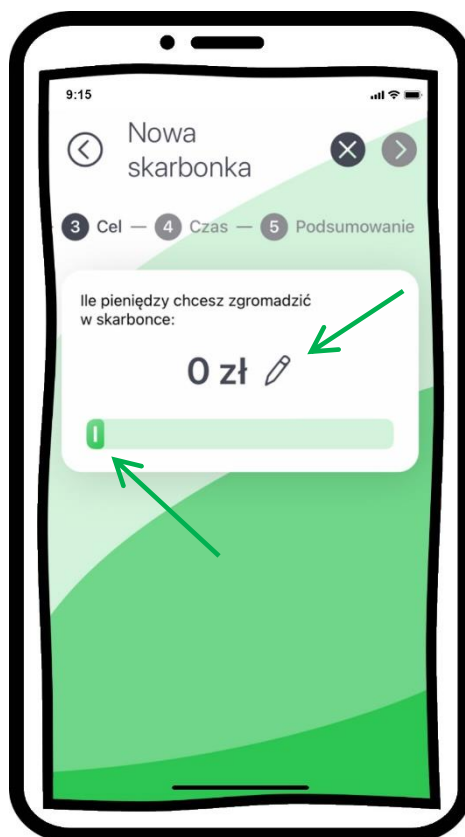 9:15
Nowa
skarbonka
3 Cel — 4 Czas — 5 Podsumowanie
Ile pieniędzy chcesz zgromadzić
w skarbonce:
0 zł